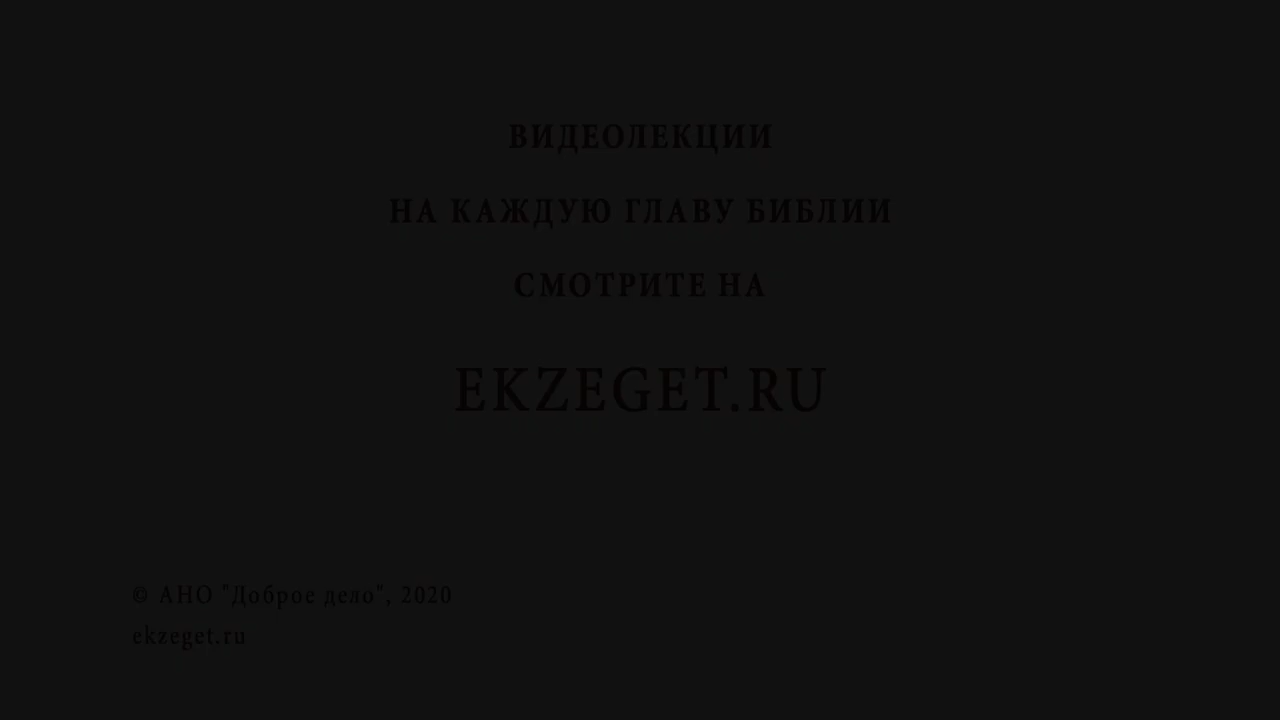 ВИДЕОЛЕКЦИИ
НА КАЖДУЮ ГЛАВУ БИБЛИИ
СМОТРИТЕ НА
EKZEGET.RU
© АНО "Доброе дело", 2020
ekzeget.ru